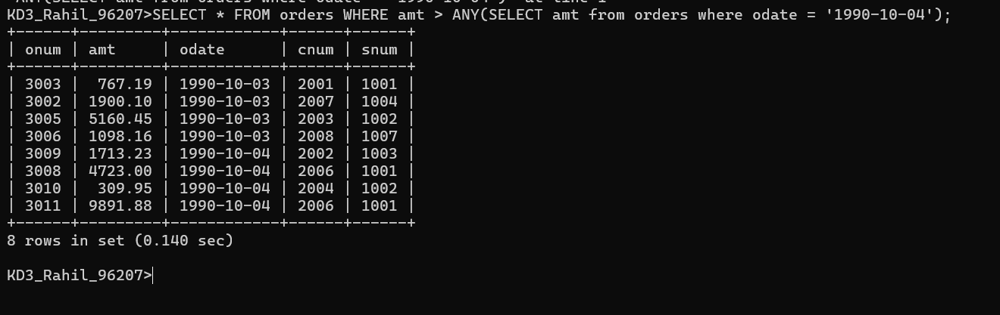 ANY(SELECT amt from orders where odate = '1990-10-04')' at line 1
KD3_Rahil_96207>SELECT * FROM orders WHERE amt > ANY(SELECT amt from orders where odate = '1990-10-04');
+------+---------+------------+------+------+
| onum | amt     | odate      | cnum | snum |
+------+---------+------------+------+------+
| 3003 |  767.19 | 1990-10-03 | 2001 | 1001 |
| 3002 | 1900.10 | 1990-10-03 | 2007 | 1004 |
| 3005 | 5160.45 | 1990-10-03 | 2003 | 1002 |
| 3006 | 1098.16 | 1990-10-03 | 2008 | 1007 |
| 3009 | 1713.23 | 1990-10-04 | 2002 | 1003 |
| 3008 | 4723.00 | 1990-10-04 | 2006 | 1001 |
| 3010 |  309.95 | 1990-10-04 | 2004 | 1002 |
| 3011 | 9891.88 | 1990-10-04 | 2006 | 1001 |
+------+---------+------------+------+------+
8 rows in set (0.140 sec)
KD3_Rahil_96207>